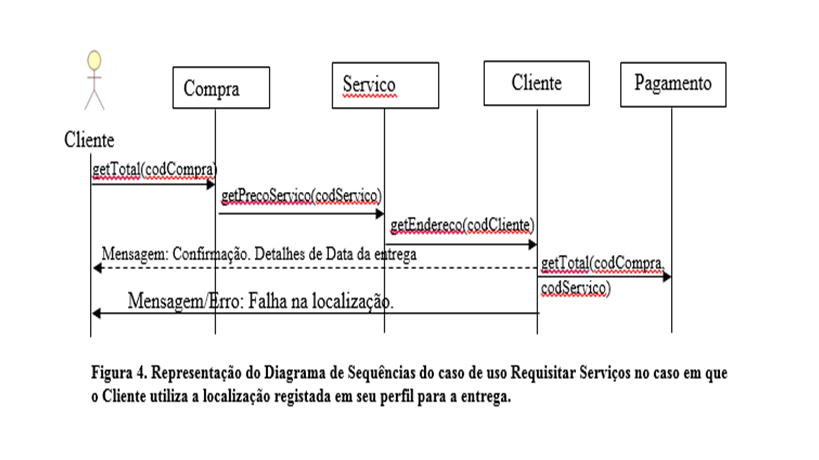 Compra
Servico
Cliente
Pagamento
Cliente
getTotal(codCompra)
getPrecoServico(codServico)
getEndereco(codCliente)
Mensagem: Confirmação. Detalhes de Data da entrega
getTotal(codCompra,
codServico)
Mensagem/Erro: Falha na localização.
Figura 4. Representação do Diagrama de Sequências do caso de uso Requisitar Serviços no caso em que
o Cliente utiliza a localização registada em seu perfil para a entrega.